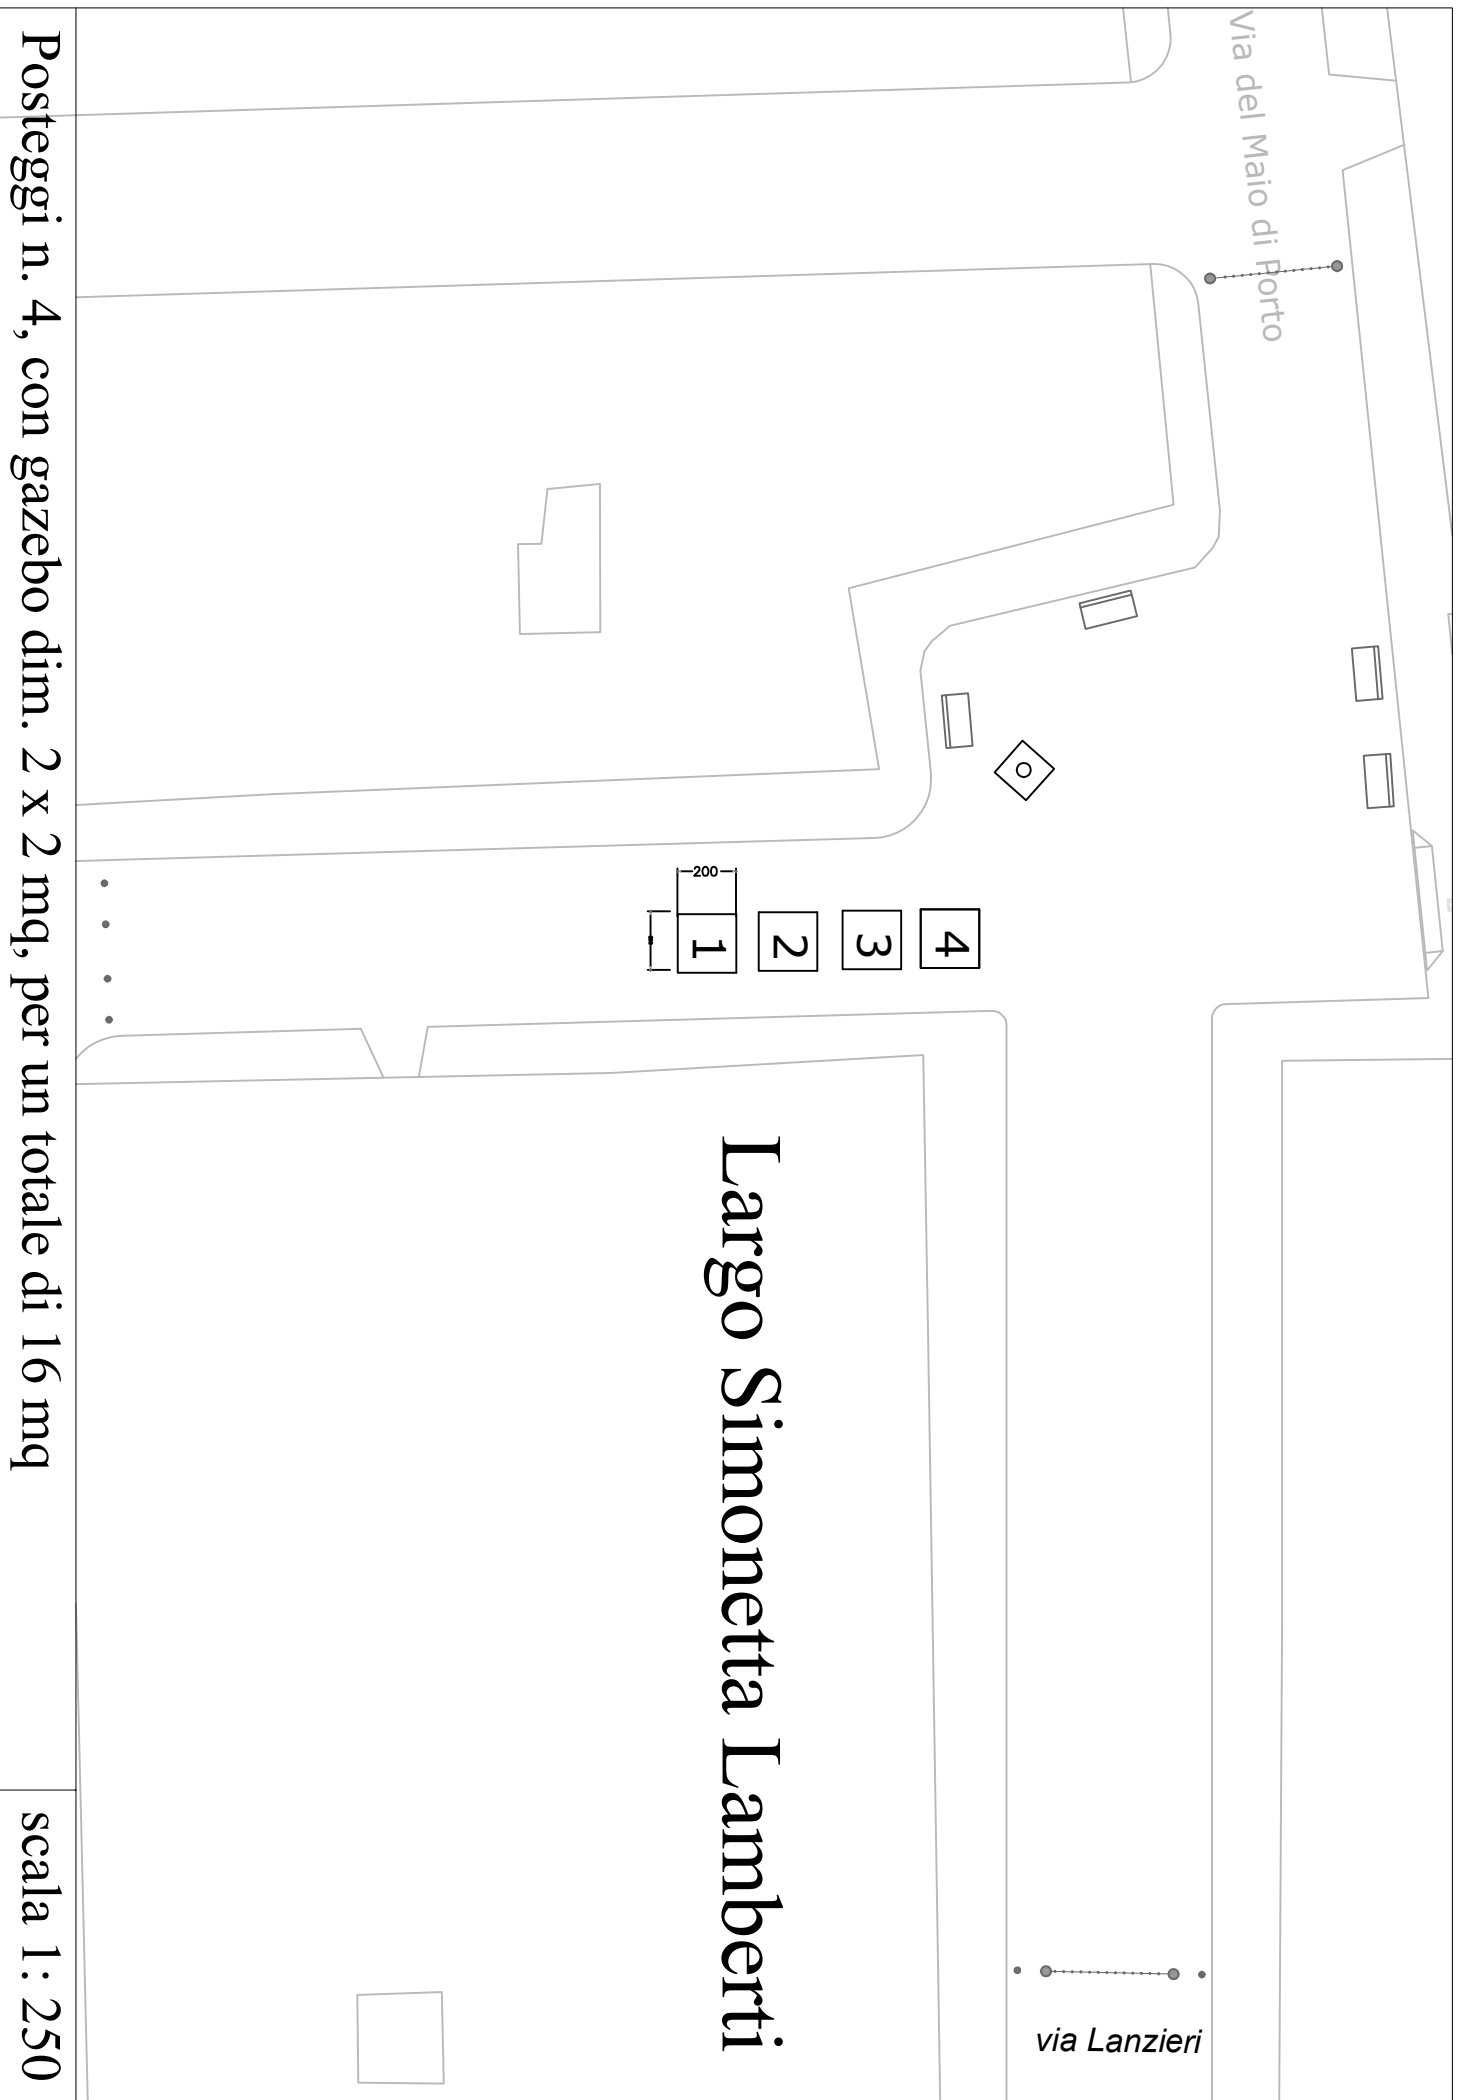 Via del Maio di Porto
200
1
2
3
4
Largo Simonetta Lamberti
via Lanzieri
Posteggi n. 4, con gazebo dim. 2 x 2 mq, per un totale di 16 mq
scala 1: 250